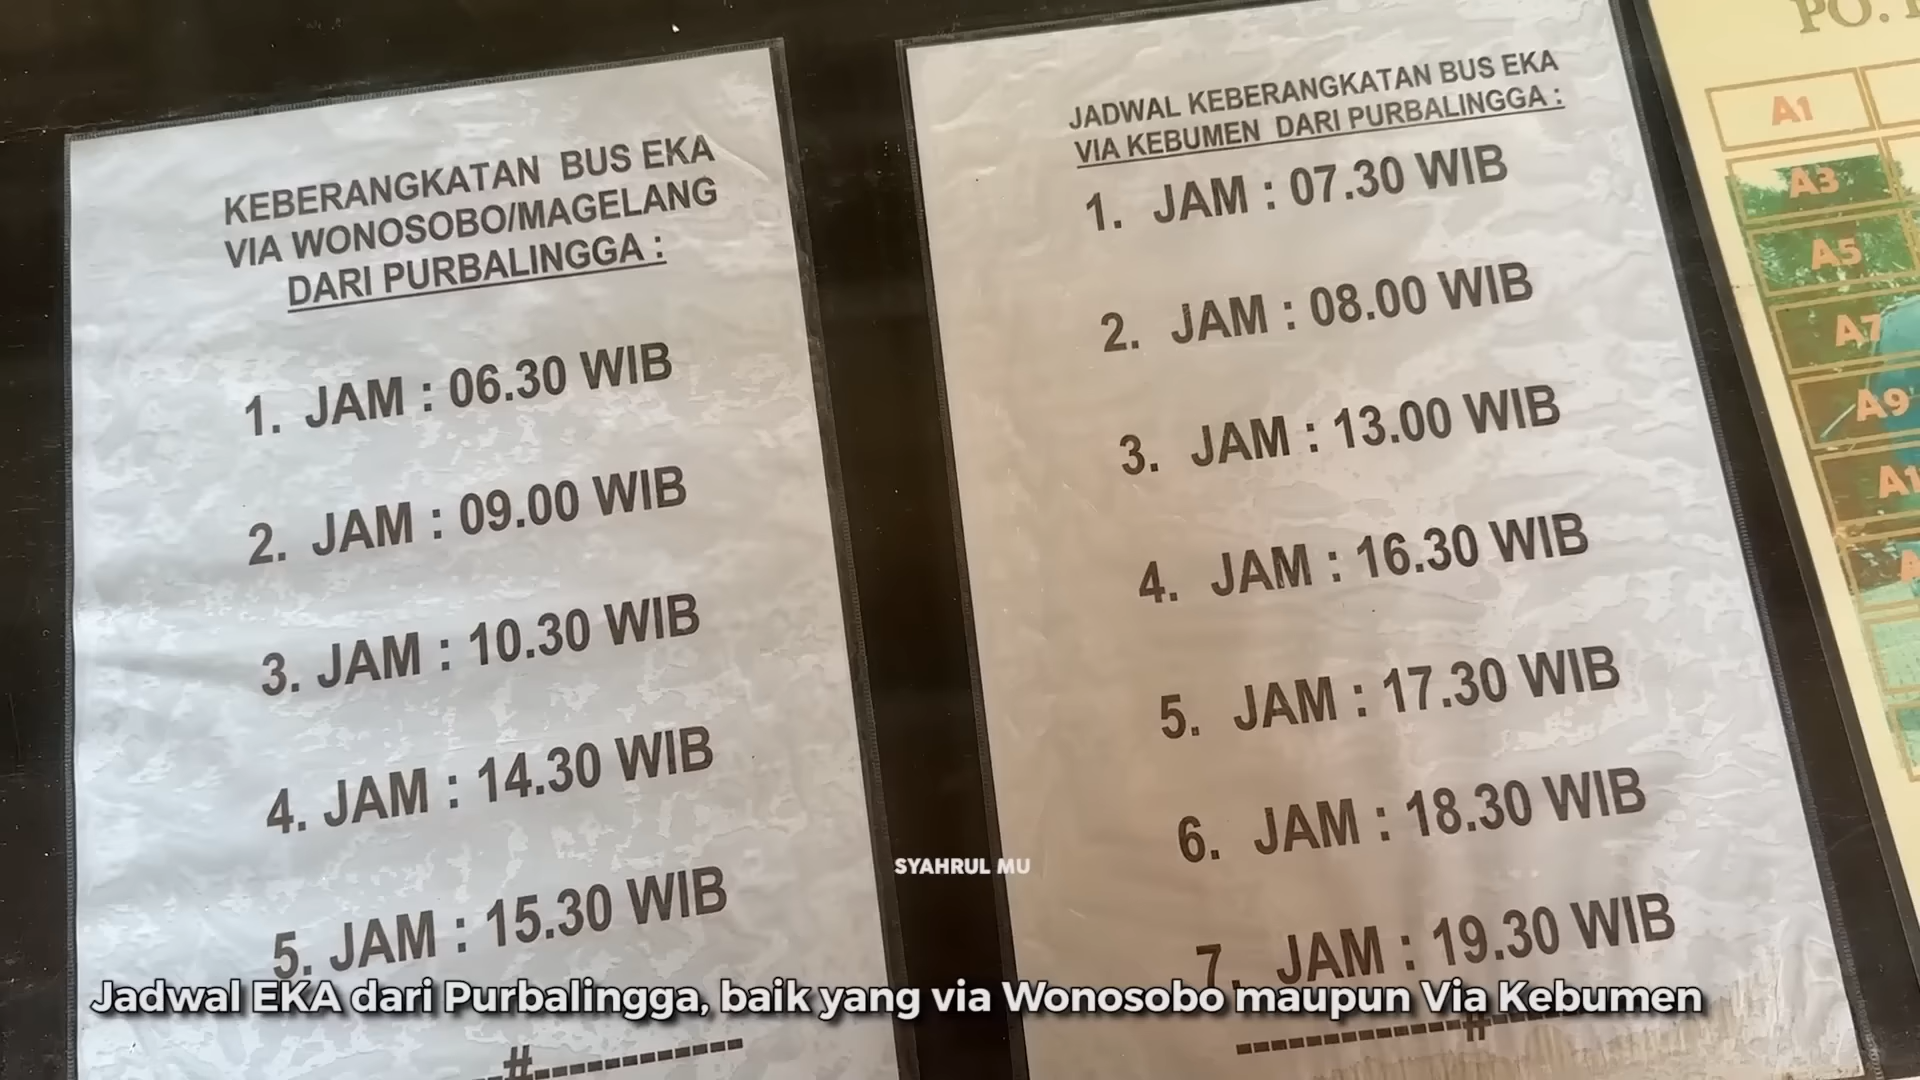 KEBERANGKATAN BUS EKA
VIA WONOSOBO/MAGELANG
DARI PURBALINGGA :
1. JAM : 06.30 WIB
2. JAM : 09.00 WIB
3. JAM : 10.30 WIB
4. JAM : 14.30 WIB
5. JAM : 15.30 WIB
#-----------
JADWAL KEBERANGKATAN BUS EKA
VIA KEBUMEN DARI PURBALINGGA :
1. JAM : 07.30 WIB
2. JAM : 08.00 WIB
3. JAM : 13.00 WIB
4. JAM : 16.30 WIB
5. JAM : 17.30 WIB
6. JAM : 18.30 WIB
7. JAM : 19.30 WIB
------------#-
PO.
A1
A3
A5
A7
A9
SYAHRUL MU
Jadwal EKA dari Purbalingga, baik yang via Wonosobo maupun Via Kebumen